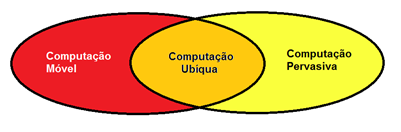 Computação
Móvel
Computação
Ubíqua
Computação
Pervasiva